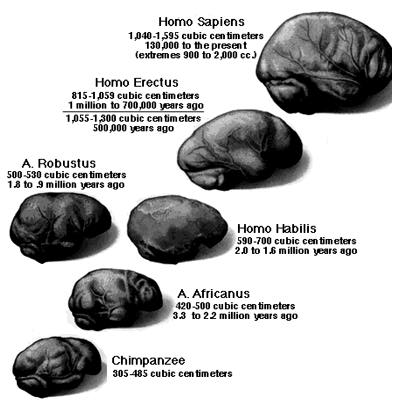 Homo Sapiens
1,040-1,595 cubic centimeters
130,000 to the present
(extremes 900 to 2,000 cc.)
Homo Erectus
815-1,059 cubic centimeters
1 million to 700,000 years ago
1,055-1,300 cubic centimeters
500,000 years ago
A. Robustus
500-530 cubic centimeters
1.8 to .9 million years ago
Homo Habilis
590-700 cubic centimeters
2.0 to 1.6 million years ago
A. Africanus
420-500 cubic centimeters
3.3 to 2.2 million years ago
Chimpanzee
305-485 cubic centimeters